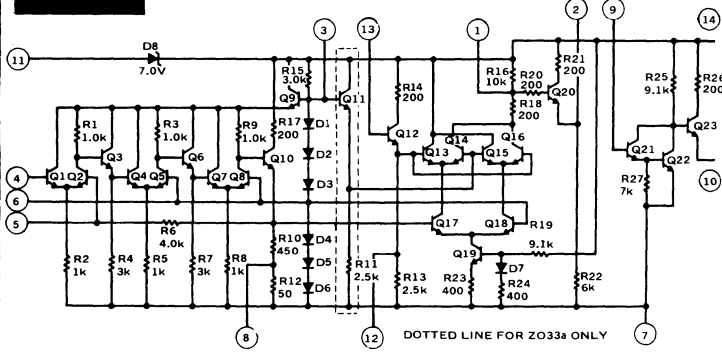 3 13 1 2 9 14
11
D8
7.0V
R15
3.0k
Q9
Q11
R14
200
R16
10k
R20
200
R18
200
R21
200
Q20
R25
9.1k
R26
200
Q23
R1
1.0k
R3
1.0k
R9
1.0k
R17
200
D1
Q12
Q14
Q16
Q3
Q6
Q10
D2
Q13
Q15
Q21
Q22
4
Q1
Q2
Q4
Q5
Q7
Q8
D3
R27
7k
10
6
5
R6
4.0k
Q17
Q18
R19
9.1k
R2
1k
R4
3k
R5
1k
R7
3k
R8
1k
R10
450
R12
50
D4
D5
D6
R11
2.5k
R13
2.5k
Q19
D7
R23
400
R24
400
R22
6k
8
12
7
DOTTED LINE FOR ZO33a ONLY